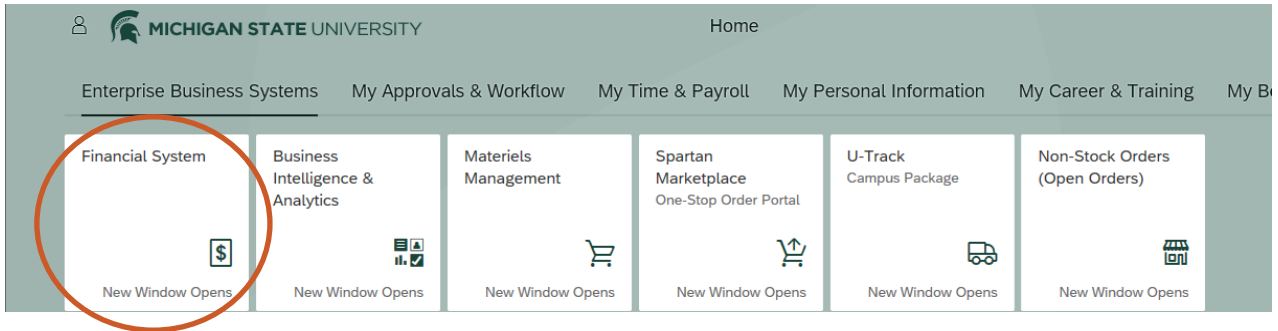 MICHIGAN STATE UNIVERSITY
Home
Enterprise Business Systems
My Approvals & Workflow
My Time & Payroll
My Personal Information
My Career & Training
My
Financial System
New Window Opens
Business
Intelligence &
Analytics
New Window Opens
Materiels
Management
New Window Opens
Spartan
Marketplace
One-Stop Order Portal
New Window Opens
U-Track
Campus Package
New Window Opens
Non-Stock Orders
(Open Orders)
New Window Opens